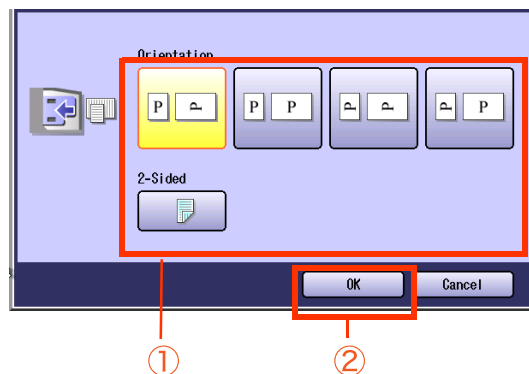 Orientation
P P P P P P P P
2-Sided
OK Cancel
① ②